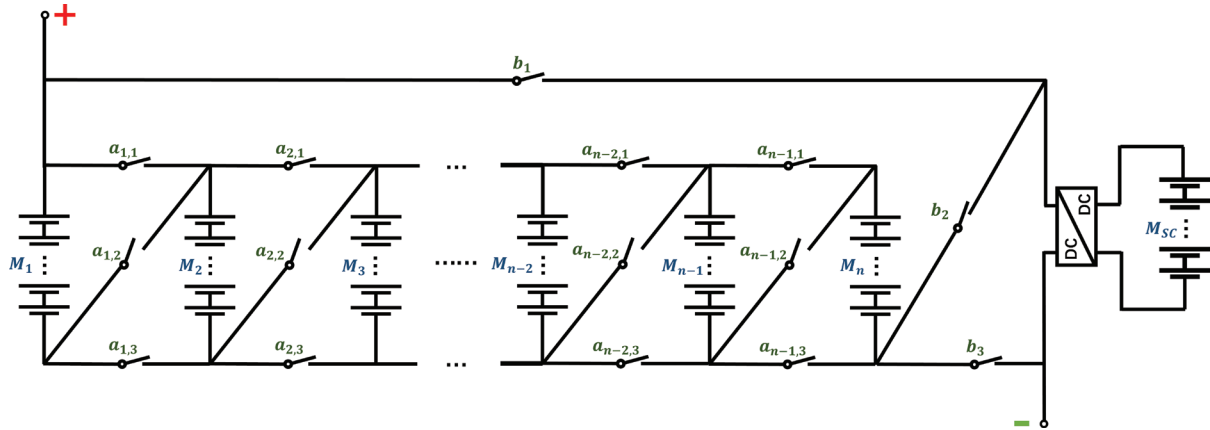 +
b₁
a₁,₁ a₂,₁ ... aₙ₋₂,₁ aₙ₋₁,₁
a₁,₂ a₂,₂ aₙ₋₂,₂ aₙ₋₁,₂ b₂
M₁ M₂ M₃ ...... Mₙ₋₂ Mₙ₋₁ Mₙ
DC
DC
M_SC
a₁,₃ a₂,₃ ... aₙ₋₂,₃ aₙ₋₁,₃ b₃
-